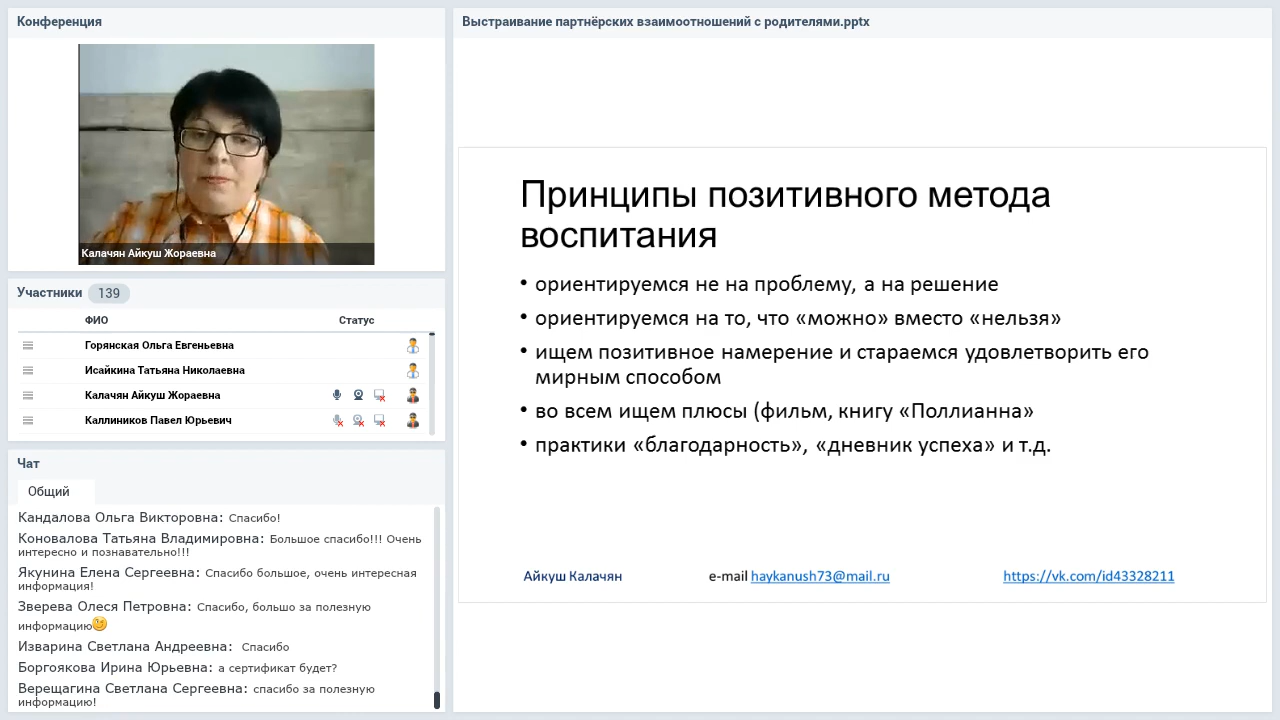 Конференция
Калачян Айкуш Жораевна
Участники 139
ФИО Статус
Горянская Ольга Евгеньевна
Исайкина Татьяна Николаевна
Калачян Айкуш Жораевна
Каллиников Павел Юрьевич
Чат
Общий
Кандалова Ольга Викторовна: Спасибо!
Коновалова Татьяна Владимировна: Большое спасибо!!! Очень
интересно и познавательно!!!
Якунина Елена Сергеевна: Спасибо большое, очень интересная
информация!
Зверева Олеся Петровна: Спасибо, большо за полезную
информацию
Изварина Светлана Андреевна: Спасибо
Боргоякова Ирина Юрьевна: а сертификат будет?
Верещагина Светлана Сергеевна: спасибо за полезную
информацию!
Выстраивание партнёрских взаимоотношений с родителями.pptx
Принципы позитивного метода
воспитания
• ориентируемся не на проблему, а на решение
• ориентируемся на то, что «можно» вместо «нельзя»
• ищем позитивное намерение и стараемся удовлетворить его
мирным способом
• во всем ищем плюсы (фильм, книгу «Поллианна»
• практики «благодарность», «дневник успеха» и т.д.
Айкуш Калачян e-mail haykanush73@mail.ru https://vk.com/id43328211